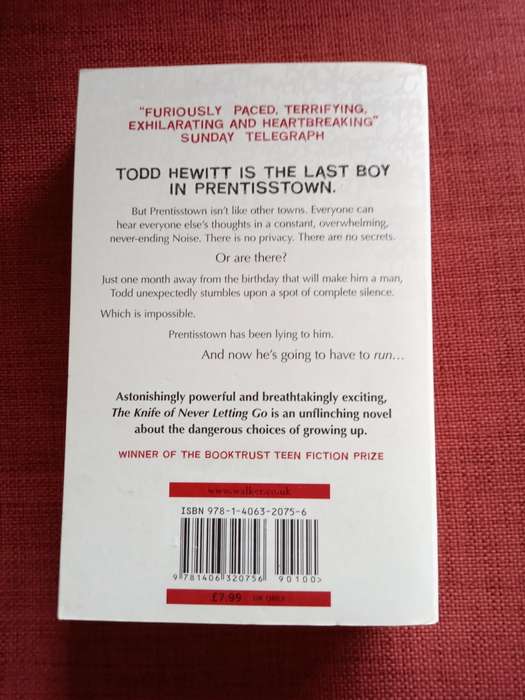 "FURIOUSLY PACED, TERRIFYING,
EXHILARATING AND HEARTBREAKING"
SUNDAY TELEGRAPH
TODD HEWITT IS THE LAST BOY
IN PRENTISSTOWN.
But Prentisstown isn't like other towns. Everyone can
hear everyone else's thoughts in a constant, overwhelming,
never-ending Noise. There is no privacy. There are no secrets.
Or are there?
Just one month away from the birthday that will make him a man,
Todd unexpectedly stumbles upon a spot of complete silence.
Which is impossible.
Prentisstown has been lying to him.
And now he's going to have to run...
Astonishingly powerful and breathtakingly exciting,
The Knife of Never Letting Go is an unflinching novel
about the dangerous choices of growing up.
WINNER OF THE BOOKTRUST TEEN FICTION PRIZE
www.walker.co.uk
ISBN 978-1-4063-2075-6
9 781406 320756 90100>
£7.99 UK ONLY